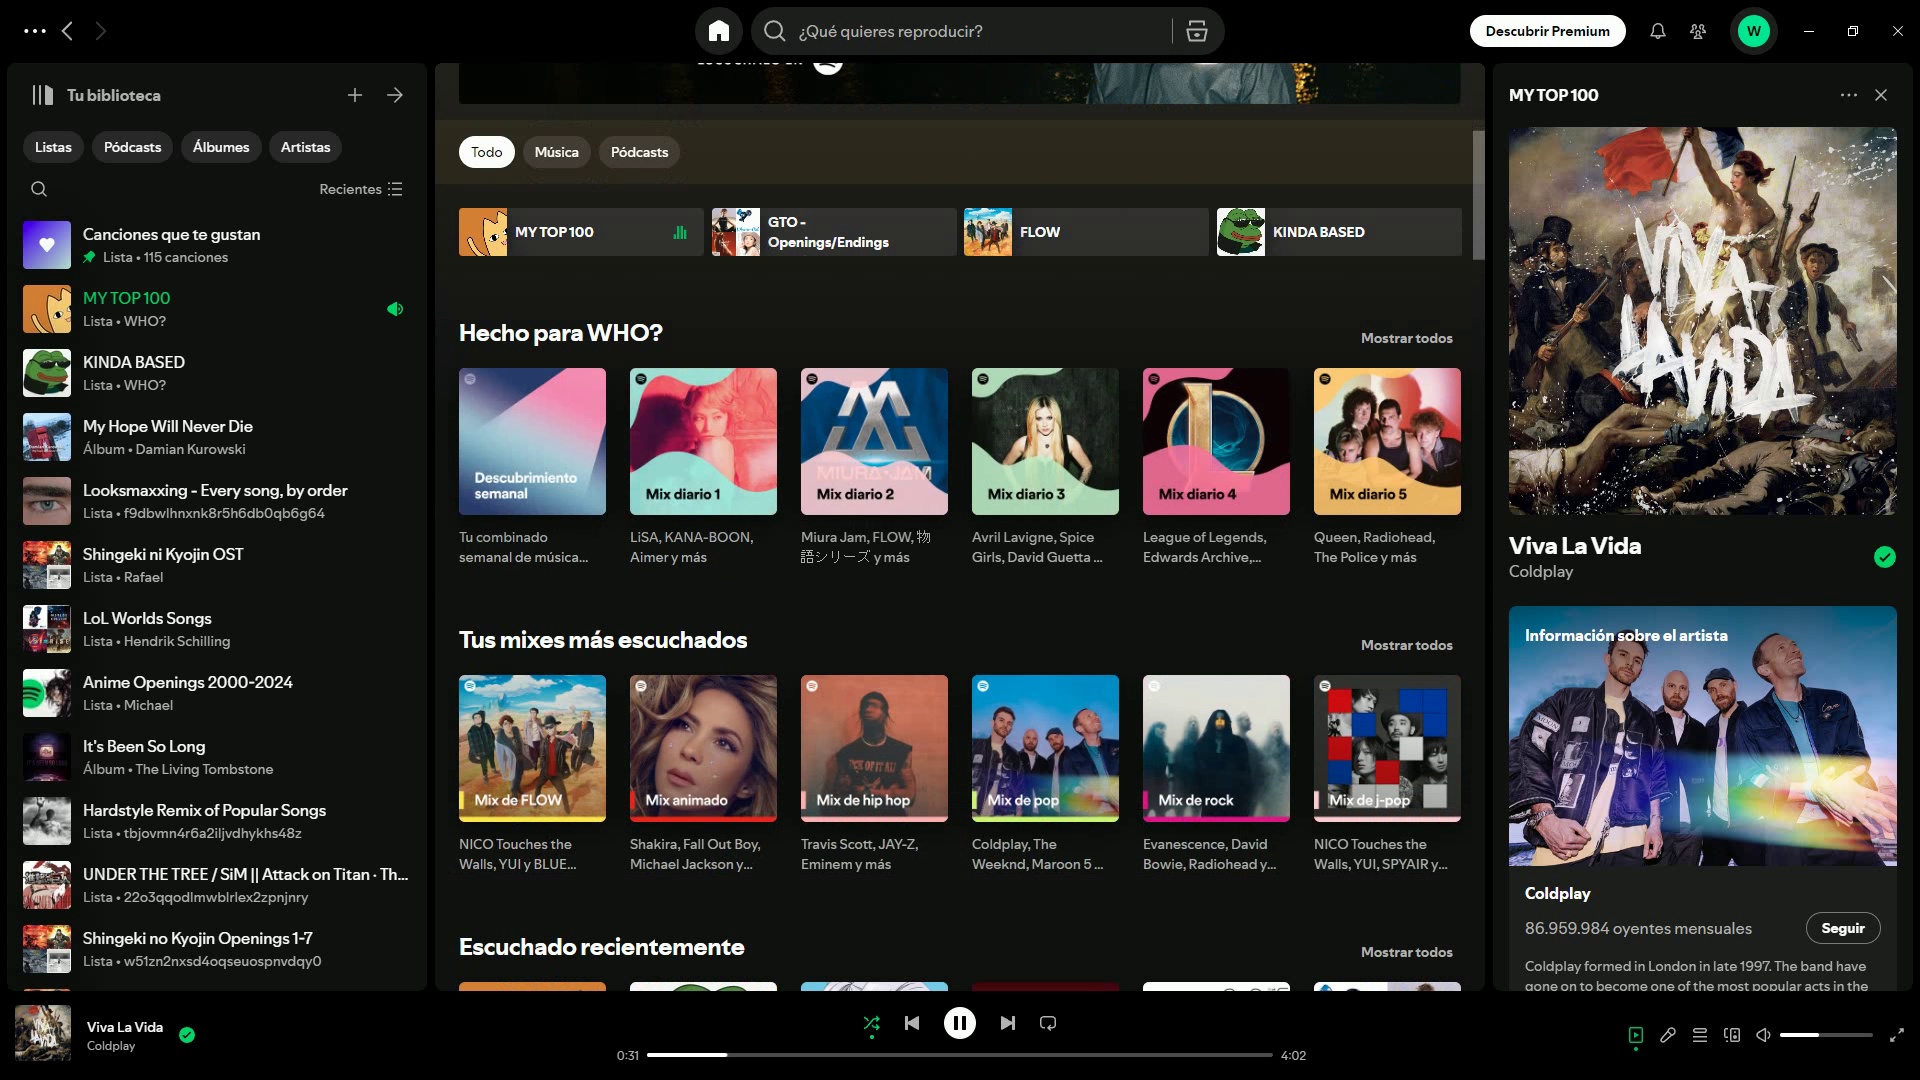 ¿Qué quieres reproducir?
Descubrir Premium
W
Tu biblioteca
Listas
Pódcasts
Álbumes
Artistas
Recientes
Canciones que te gustan
Lista • 115 canciones
MY TOP 100
Lista • WHO?
KINDA BASED
Lista • WHO?
My Hope Will Never Die
Álbum • Damian Kurowski
Looksmaxxing - Every song, by order
Lista • f9dbwlhnxnk8r5h6db0qb6g64
Shingeki ni Kyojin OST
Lista • Rafael
LoL Worlds Songs
Lista • Hendrik Schilling
Anime Openings 2000-2024
Lista • Michael
It's Been So Long
Álbum • The Living Tombstone
Hardstyle Remix of Popular Songs
Lista • tbjovmn4r6a2iljvdhykhs48z
UNDER THE TREE / SiM || Attack on Titan · Th...
Lista • 22o3qqodlmwblrlex2zpnjnry
Shingeki no Kyojin Openings 1-7
Lista • w51zn2nxsd4oqseuospnvdqy0
Todo
Música
Pódcasts
MY TOP 100
GTO -
Openings/Endings
FLOW
KINDA BASED
Hecho para WHO?
Mostrar todos
Descubrimiento
semanal
Mix diario 1
MIURA-JAM
Mix diario 2
Mix diario 3
Mix diario 4
Mix diario 5
Tu combinado
semanal de música...
LiSA, KANA-BOON,
Aimer y más
Miura Jam, FLOW, 物
語シリーズ y más
Avril Lavigne, Spice
Girls, David Guetta ...
League of Legends,
Edwards Archive,...
Queen, Radiohead,
The Police y más
Tus mixes más escuchados
Mostrar todos
Mix de FLOW
Mix animado
Mix de hip hop
Mix de pop
Mix de rock
Mix de j-pop
NICO Touches the
Walls, YUI y BLUE...
Shakira, Fall Out Boy,
Michael Jackson y...
Travis Scott, JAY-Z,
Eminem y más
Coldplay, The
Weeknd, Maroon 5 ...
Evanescence, David
Bowie, Radiohead y...
NICO Touches the
Walls, YUI, SPYAIR y...
Escuchado recientemente
Mostrar todos
MY TOP 100
VIVA
LA VIDA
Viva La Vida
Coldplay
Información sobre el artista
Coldplay
86.959.984 oyentes mensuales
Seguir
Coldplay formed in London in late 1997. The band have
gone on to become one of the most popular acts in the
Viva La Vida
Coldplay
0:31
4:02